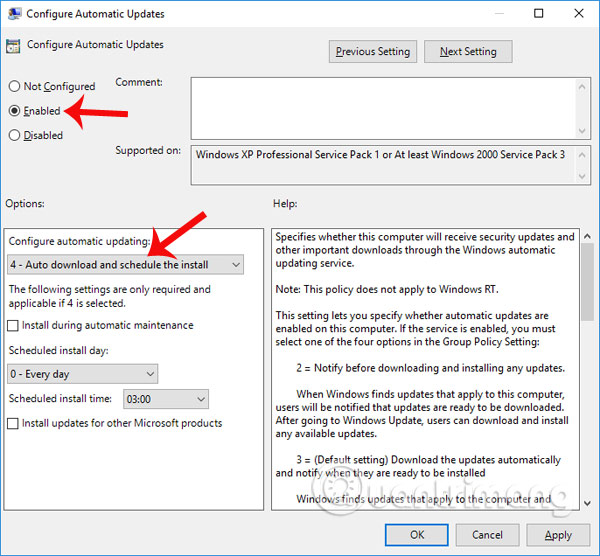 Configure Automatic Updates
Configure Automatic Updates
Previous Setting
Next Setting
Not Configured
Comment:
Enabled
Disabled
Supported on:
Windows XP Professional Service Pack 1 or At least Windows 2000 Service Pack 3
Options:
Help:
Configure automatic updating:
4 - Auto download and schedule the install
The following settings are only required and
applicable if 4 is selected.
Install during automatic maintenance
Scheduled install day:
0 - Every day
Scheduled install time:
03:00
Install updates for other Microsoft products
Specifies whether this computer will receive security updates and
other important downloads through the Windows automatic
updating service.
Note: This policy does not apply to Windows RT.
This setting lets you specify whether automatic updates are
enabled on this computer. If the service is enabled, you must
select one of the four options in the Group Policy Setting:
2 = Notify before downloading and installing any updates.
When Windows finds updates that apply to this computer,
users will be notified that updates are ready to be downloaded.
After going to Windows Update, users can download and install
any available updates.
3 = (Default setting) Download the updates automatically
and notify when they are ready to be installed
Windows finds updates that apply to the computer and
Quantrimang
OK
Cancel
Apply